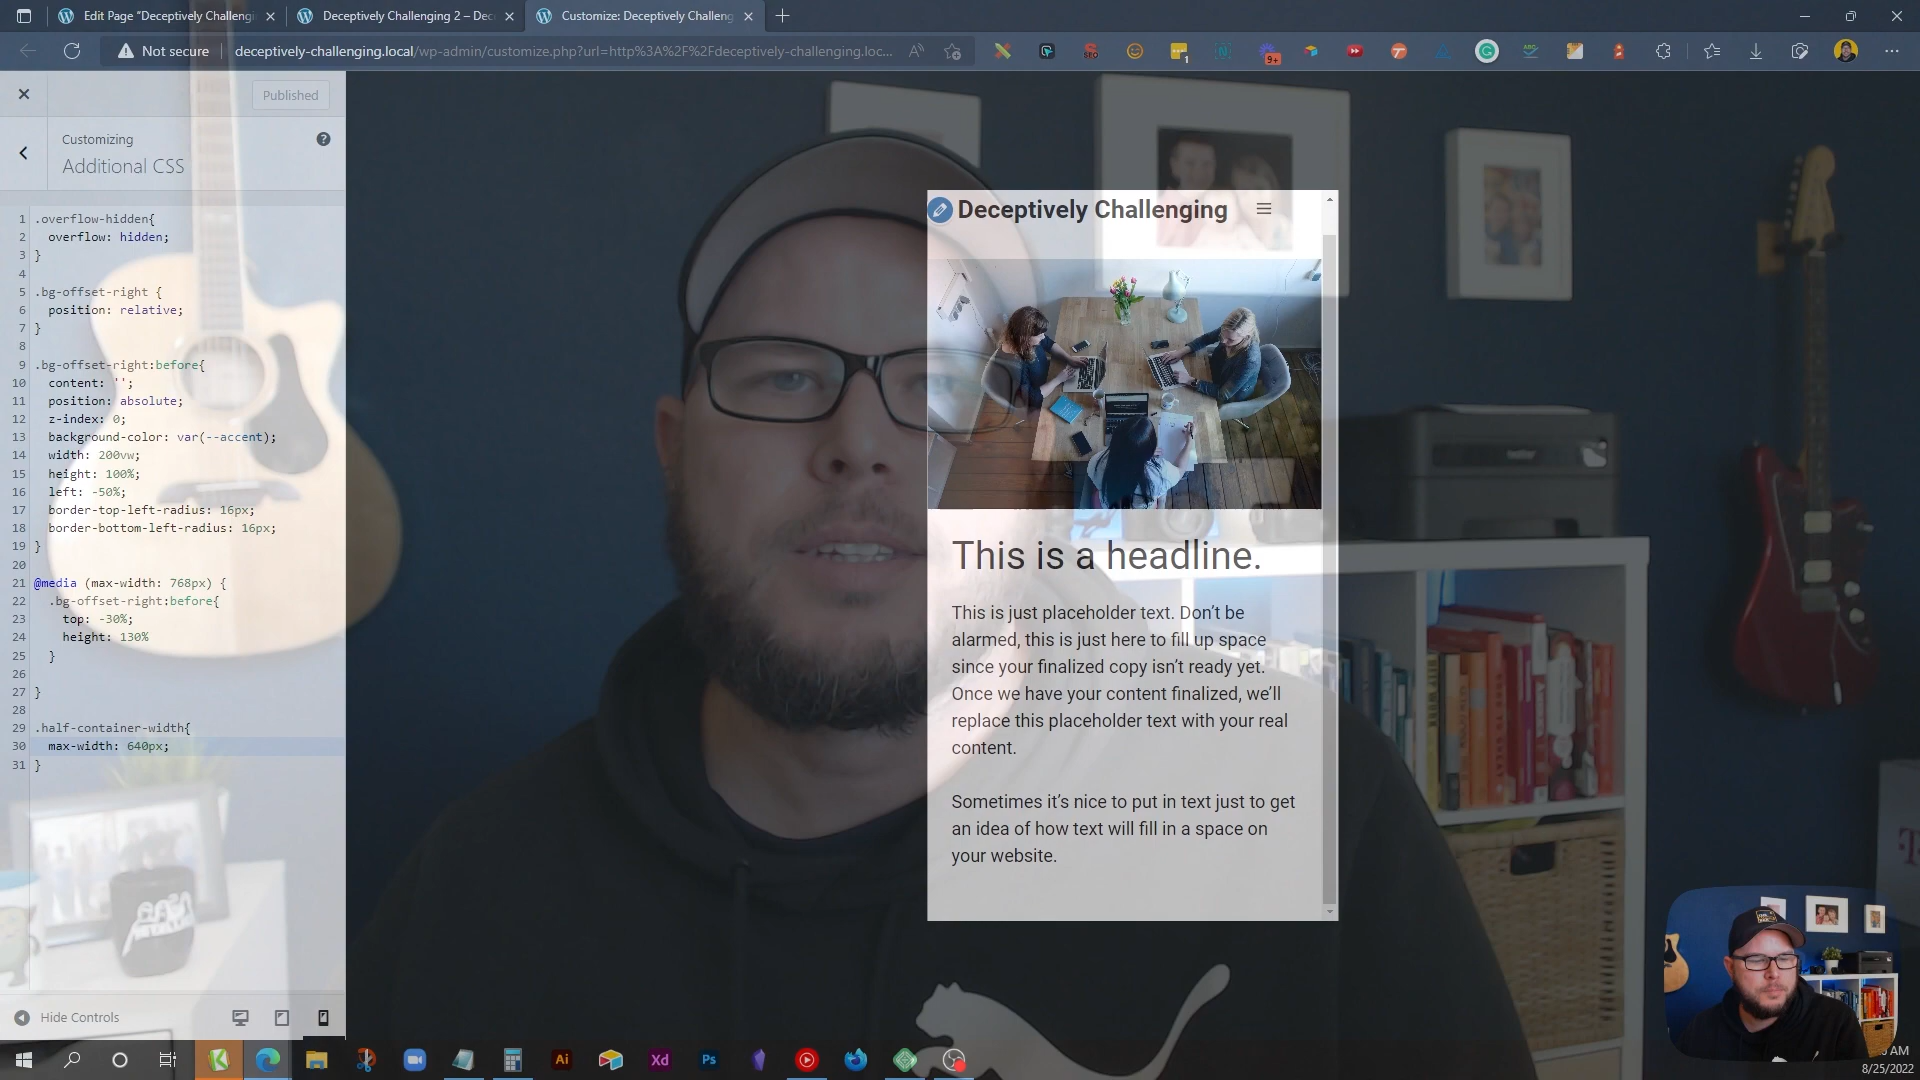 Edit Page "Deceptively Challengi
Deceptively Challenging 2 – Dec
Customize: Deceptively Challeng
Not secure
deceptively-challenging.local/wp-admin/customize.php?url=http%3A%2F%2Fdeceptively-challenging.loc...
Published
Customizing
Additional CSS
1 .overflow-hidden{
2 overflow: hidden;
3 }
4
5 .bg-offset-right {
6 position: relative;
7 }
8
9 .bg-offset-right:before{
10 content: '';
11 position: absolute;
12 z-index: 0;
13 background-color: var(--accent);
14 width: 200vw;
15 height: 100%;
16 left: -50%;
17 border-top-left-radius: 16px;
18 border-bottom-left-radius: 16px;
19 }
20
21 @media (max-width: 768px) {
22 .bg-offset-right:before{
23 top: -30%;
24 height: 130%
25 }
26
27 }
28
29 .half-container-width{
30 max-width: 640px;
31 }
Hide Controls
Deceptively Challenging
This is a headline.
This is just placeholder text. Don't be
alarmed, this is just here to fill up space
since your finalized copy isn't ready yet.
Once we have your content finalized, we'll
replace this placeholder text with your real
content.
Sometimes it's nice to put in text just to get
an idea of how text will fill in a space on
your website.
SEO
1
9+
ABC
Ai
Xd
Ps
AM
8/25/2022